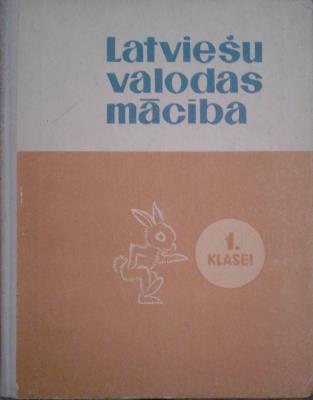 Latviešu
valodas
mācība
1.
KLASEI